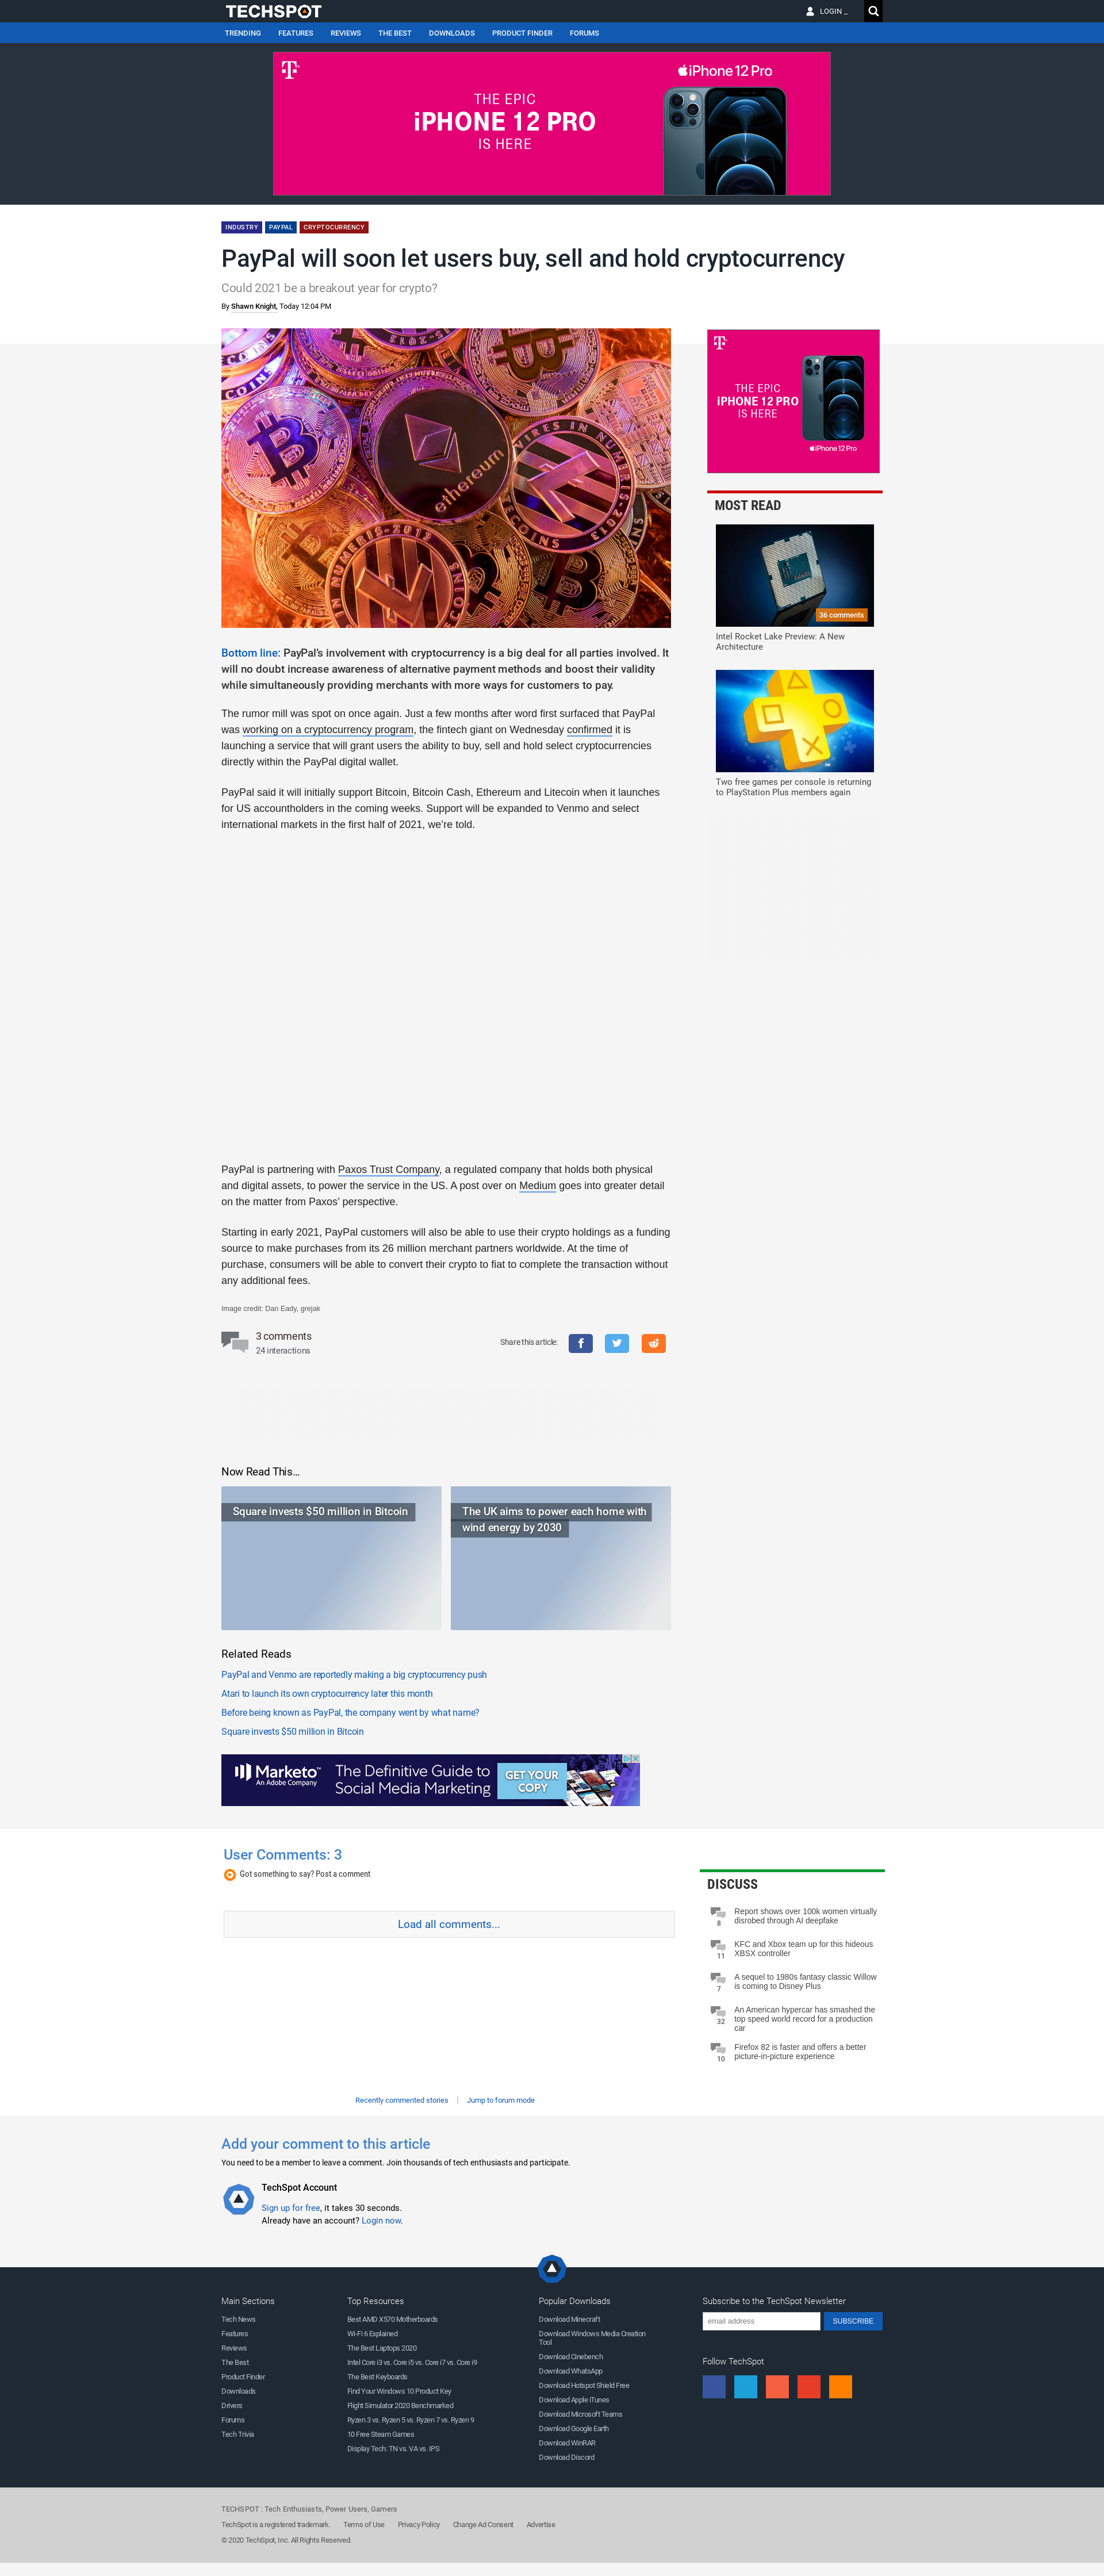 TECHSPOT
LOGIN _
TRENDING
FEATURES
REVIEWS
THE BEST
DOWNLOADS
PRODUCT FINDER
FORUMS
THE EPIC
iPHONE 12 PRO
IS HERE
iPhone 12 Pro
INDUSTRY
PAYPAL
CRYPTOCURRENCY
PayPal will soon let users buy, sell and hold cryptocurrency
Could 2021 be a breakout year for crypto?
By Shawn Knight, Today 12:04 PM
ethereum
Bottom line: PayPal's involvement with cryptocurrency is a big deal for all parties involved. It
will no doubt increase awareness of alternative payment methods and boost their validity
while simultaneously providing merchants with more ways for customers to pay.
The rumor mill was spot on once again. Just a few months after word first surfaced that PayPal
was working on a cryptocurrency program, the fintech giant on Wednesday confirmed it is
launching a service that will grant users the ability to buy, sell and hold select cryptocurrencies
directly within the PayPal digital wallet.
PayPal said it will initially support Bitcoin, Bitcoin Cash, Ethereum and Litecoin when it launches
for US accountholders in the coming weeks. Support will be expanded to Venmo and select
international markets in the first half of 2021, we're told.
PayPal is partnering with Paxos Trust Company, a regulated company that holds both physical
and digital assets, to power the service in the US. A post over on Medium goes into greater detail
on the matter from Paxos' perspective.
Starting in early 2021, PayPal customers will also be able to use their crypto holdings as a funding
source to make purchases from its 26 million merchant partners worldwide. At the time of
purchase, consumers will be able to convert their crypto to fiat to complete the transaction without
any additional fees.
Image credit: Dan Eady, grejak
3 comments
24 interactions
Share this article:
THE EPIC
iPHONE 12 PRO
IS HERE
iPhone 12 Pro
MOST READ
36 comments
Intel Rocket Lake Preview: A New
Architecture
Two free games per console is returning
to PlayStation Plus members again
Now Read This...
Square invests $50 million in Bitcoin
The UK aims to power each home with
wind energy by 2030
Related Reads
PayPal and Venmo are reportedly making a big cryptocurrency push
Atari to launch its own cryptocurrency later this month
Before being known as PayPal, the company went by what name?
Square invests $50 million in Bitcoin
Marketo
An Adobe Company
The Definitive Guide to
Social Media Marketing
GET YOUR
COPY
User Comments: 3
Got something to say? Post a comment
Load all comments...
Recently commented stories
Jump to forum mode
DISCUSS
Report shows over 100k women virtually
disrobed through AI deepfake
8
KFC and Xbox team up for this hideous
XBSX controller
11
A sequel to 1980s fantasy classic Willow
is coming to Disney Plus
7
An American hypercar has smashed the
top speed world record for a production
car
32
Firefox 82 is faster and offers a better
picture-in-picture experience
10
Add your comment to this article
You need to be a member to leave a comment. Join thousands of tech enthusiasts and participate.
TechSpot Account
Sign up for free, it takes 30 seconds.
Already have an account? Login now.
Main Sections
Tech News
Features
Reviews
The Best
Product Finder
Downloads
Drivers
Forums
Tech Trivia
Top Resources
Best AMD X570 Motherboards
Wi-Fi 6 Explained
The Best Laptops 2020
Intel Core i3 vs. Core i5 vs. Core i7 vs. Core i9
The Best Keyboards
Find Your Windows 10 Product Key
Flight Simulator 2020 Benchmarked
Ryzen 3 vs. Ryzen 5 vs. Ryzen 7 vs. Ryzen 9
10 Free Steam Games
Display Tech: TN vs. VA vs. IPS
Popular Downloads
Download Minecraft
Download Windows Media Creation
Tool
Download Cinebench
Download WhatsApp
Download Hotspot Shield Free
Download Apple iTunes
Download Microsoft Teams
Download Google Earth
Download WinRAR
Download Discord
Subscribe to the TechSpot Newsletter
email address
SUBSCRIBE
Follow TechSpot
TECHSPOT : Tech Enthusiasts, Power Users, Gamers
TechSpot is a registered trademark.
Terms of Use
Privacy Policy
Change Ad Consent
Advertise
© 2020 TechSpot, Inc. All Rights Reserved.